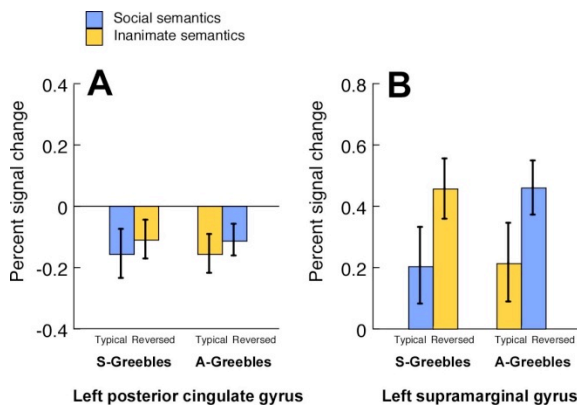 Social semantics
Inanimate semantics
A
Percent signal change
0.4
0.2
0
-0.2
-0.4
Typical Reversed Typical Reversed
S-Greebles A-Greebles
Left posterior cingulate gyrus
B
Percent signal change
0.8
0.6
0.4
0.2
0
Typical Reversed Typical Reversed
S-Greebles A-Greebles
Left supramarginal gyrus